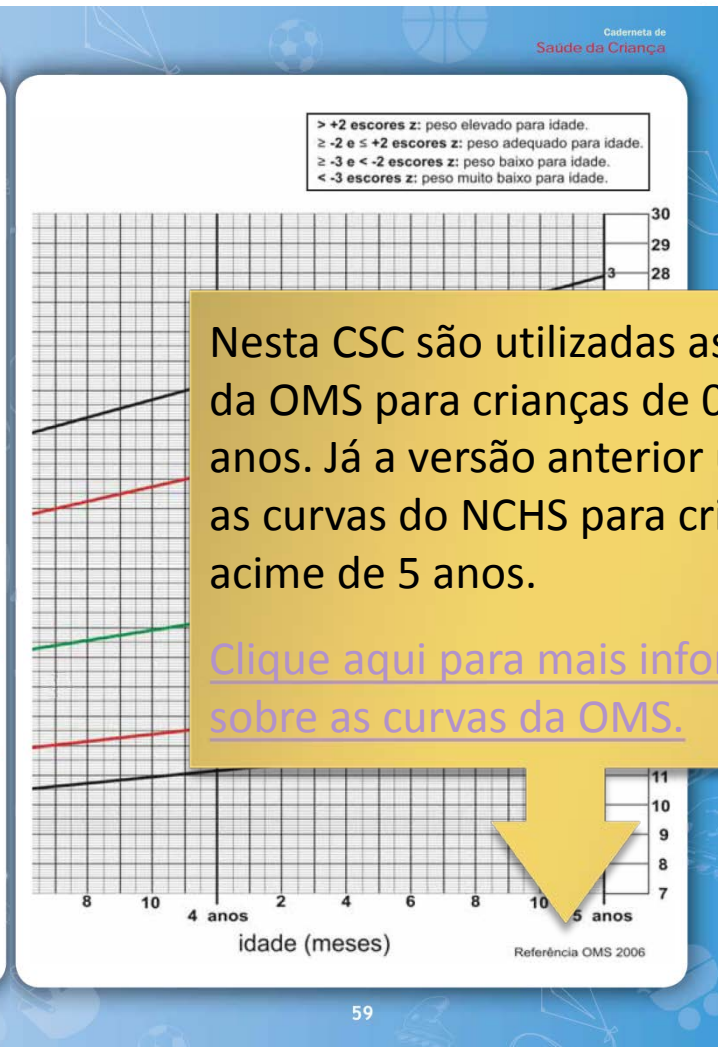 Caderneta de
Saúde da Criança
> +2 escores z: peso elevado para idade.
≥ -2 e ≤ +2 escores z: peso adequado para idade.
≥ -3 e < -2 escores z: peso baixo para idade.
< -3 escores z: peso muito baixo para idade.
30
29
3
28
Nesta CSC são utilizadas as
da OMS para crianças de 0
anos. Já a versão anterior
as curvas do NCHS para cri
acime de 5 anos.
Clique aqui para mais infor
sobre as curvas da OMS.
11
10
9
8
7
8 10 4 anos 2 4 6 8 10 5 anos
idade (meses)
Referência OMS 2006
59